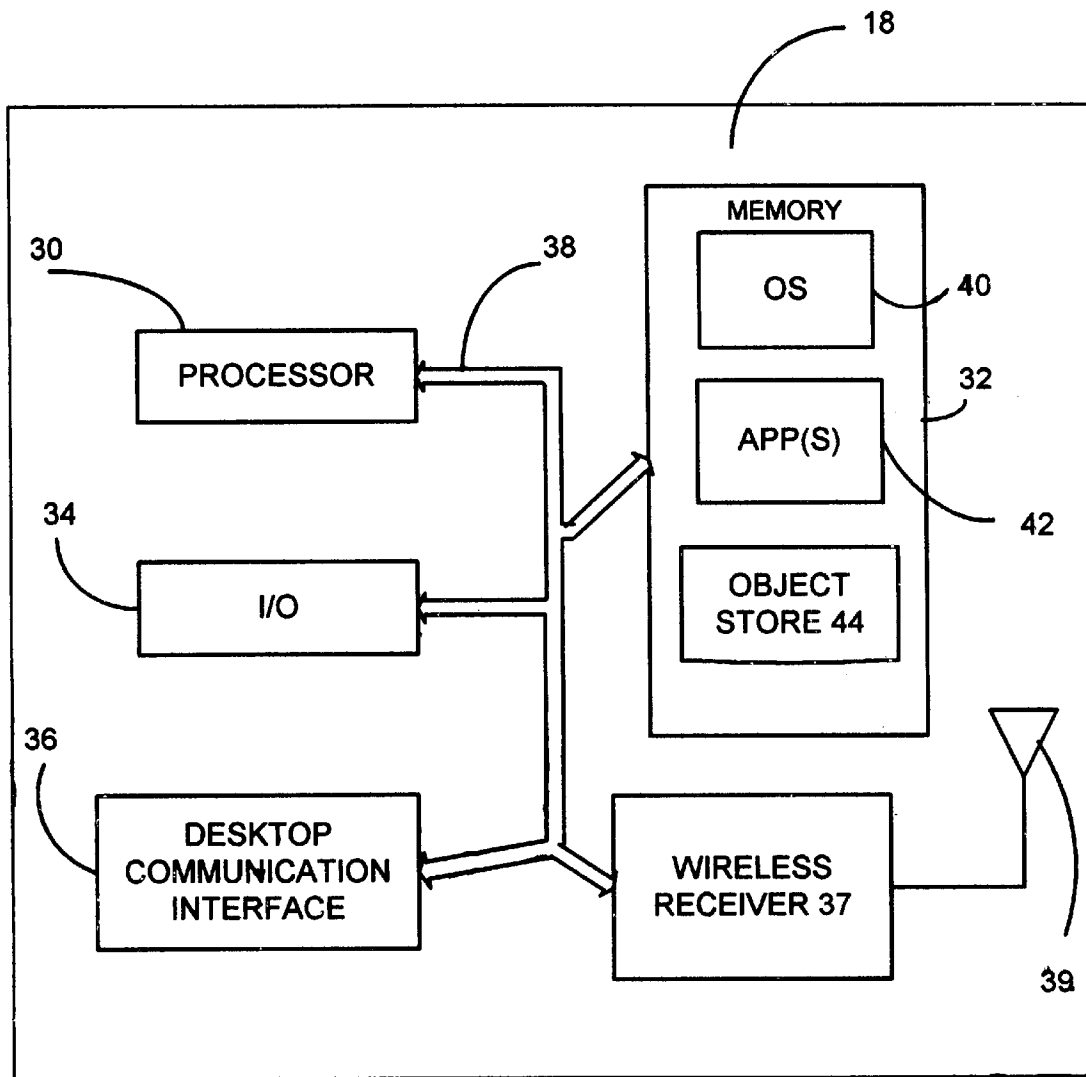 18
MEMORY
30
38
OS
40
PROCESSOR
32
APP(S)
34
42
I/O
OBJECT
STORE 44
36
DESKTOP
COMMUNICATION
INTERFACE
WIRELESS
RECEIVER 37
39